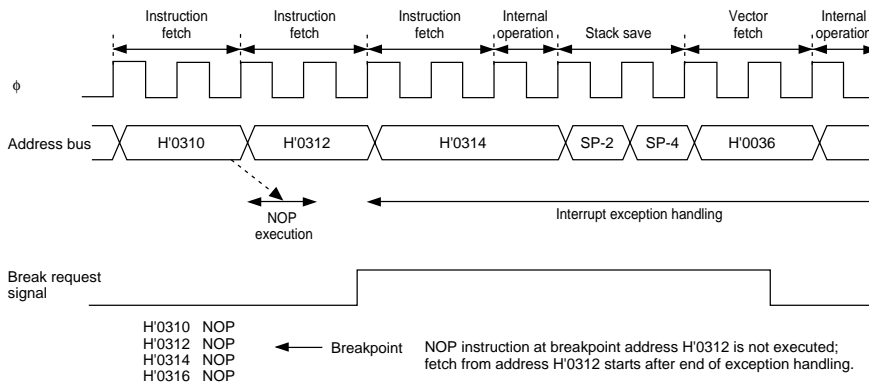 Instruction fetch
Instruction fetch
Instruction fetch
Internal operation
Stack save
Vector fetch
Internal operation
φ
Address bus
H'0310
H'0312
H'0314
SP-2
SP-4
H'0036
NOP execution
Interrupt exception handling
Break request signal
H'0310 NOP
H'0312 NOP
H'0314 NOP
H'0316 NOP
Breakpoint
NOP instruction at breakpoint address H'0312 is not executed;
fetch from address H'0312 starts after end of exception handling.